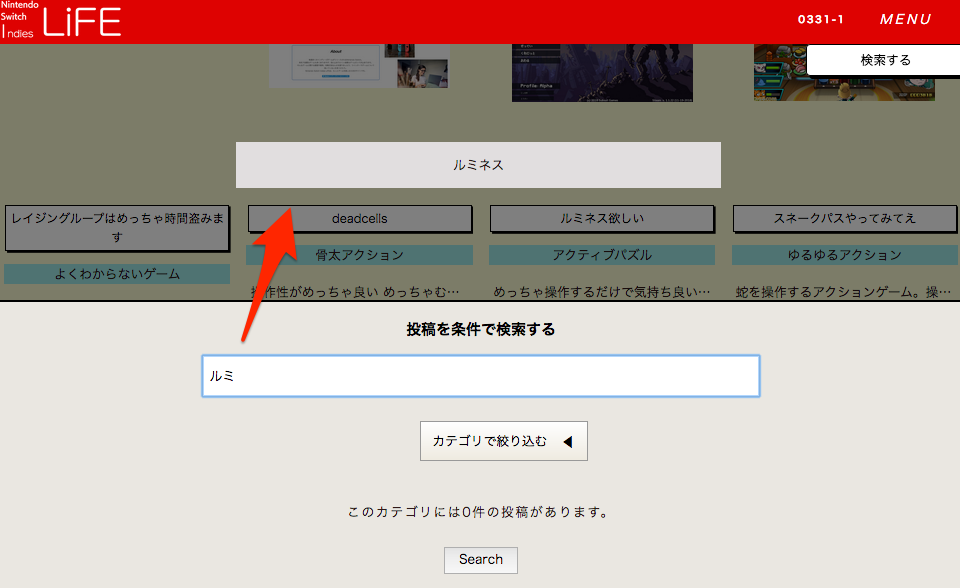 Nintendo
Switch
Indies LiFE
0331-1 MENU
検索する
About
Profile Alpha
ルミネス
レイジングループはめっちゃ時間盗みま
す
よくわからないゲーム
deadcells
骨太アクション
操作性がめっちゃ良い めっちゃむ…
ルミネス欲しい
アクティブパズル
めっちゃ操作するだけで気持ち良い…
スネークパスやってみてえ
ゆるゆるアクション
蛇を操作するアクションゲーム。操…
投稿を条件で検索する
ルミ
カテゴリで絞り込む ◀
このカテゴリには0件の投稿があります。
Search